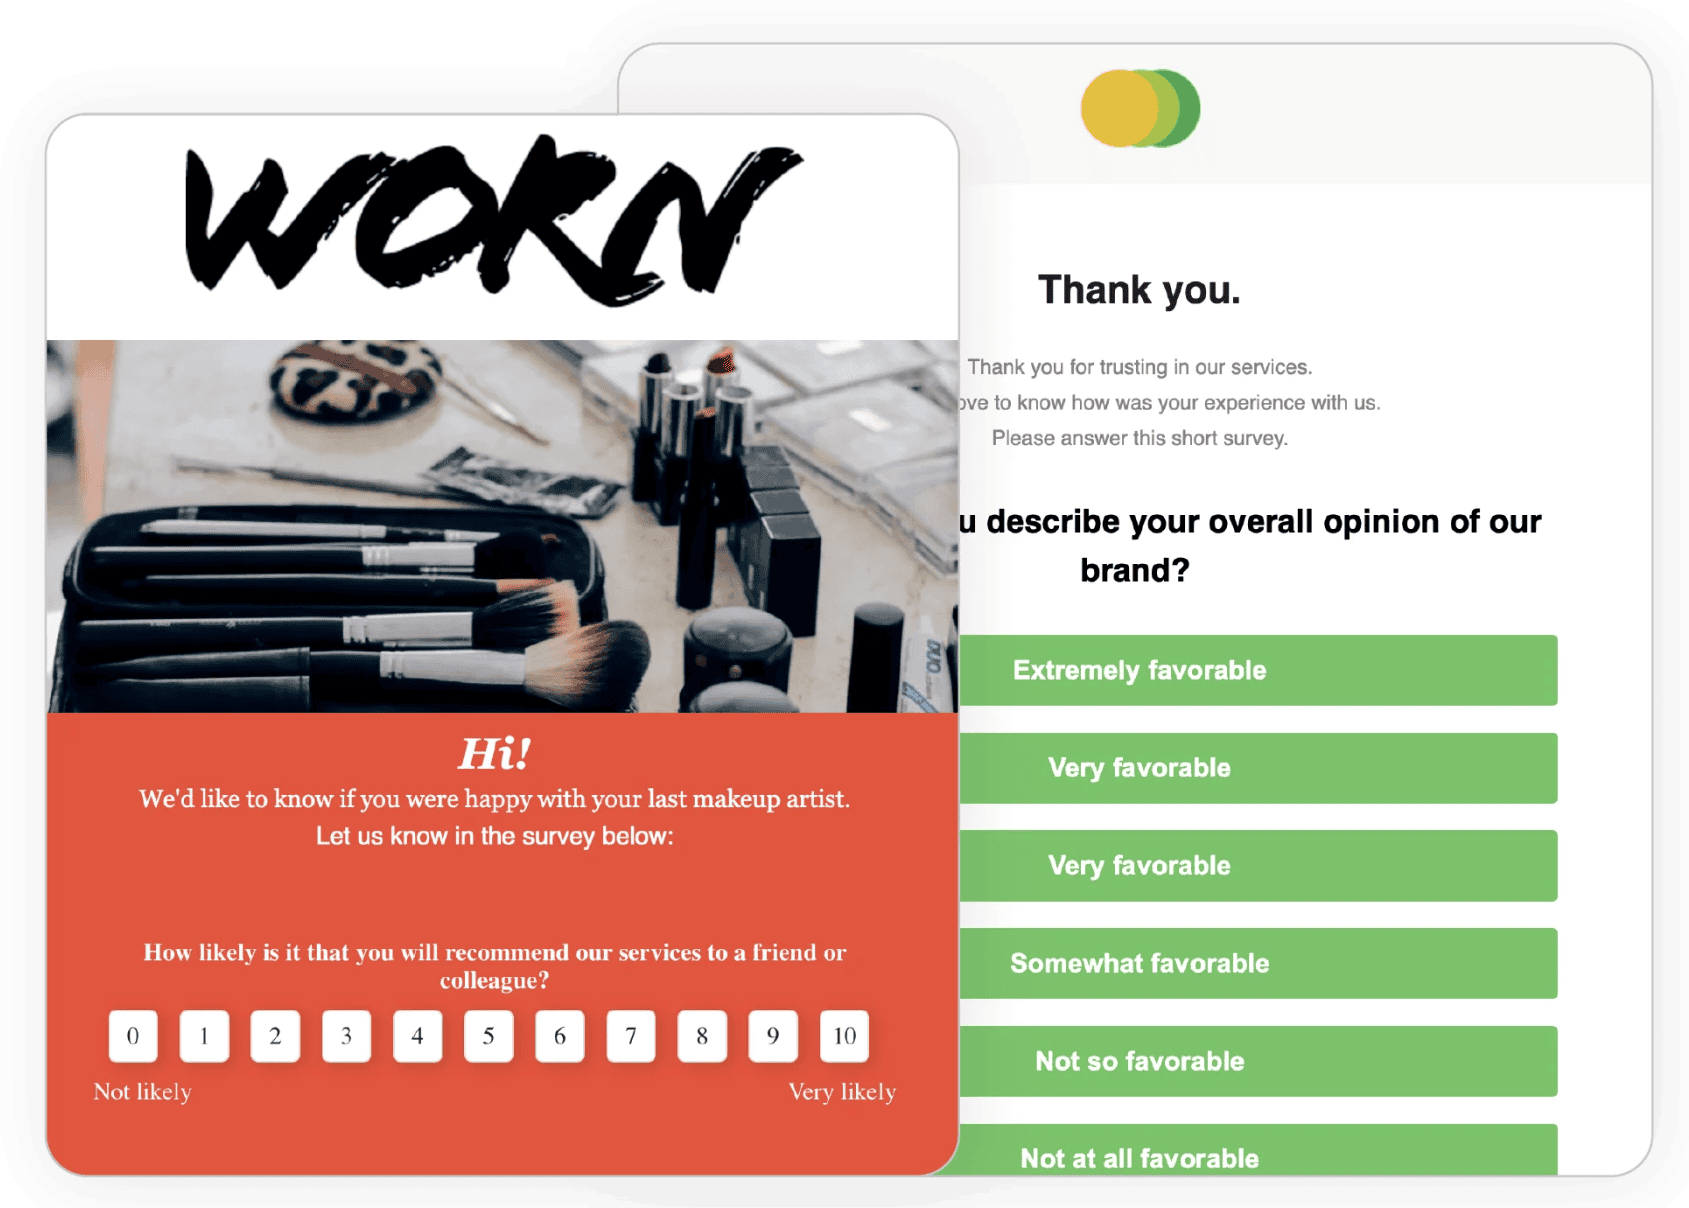 WORN
DUO
Hi!
We'd like to know if you were happy with your last makeup artist.
Let us know in the survey below:
How likely is it that you will recommend our services to a friend or
colleague?
0 1 2 3 4 5 6 7 8 9 10
Not likely Very likely
Thank you.
Thank you for trusting in our services.
ove to know how was your experience with us.
Please answer this short survey.
u describe your overall opinion of our
brand?
Extremely favorable
Very favorable
Very favorable
Somewhat favorable
Not so favorable
Not at all favorable